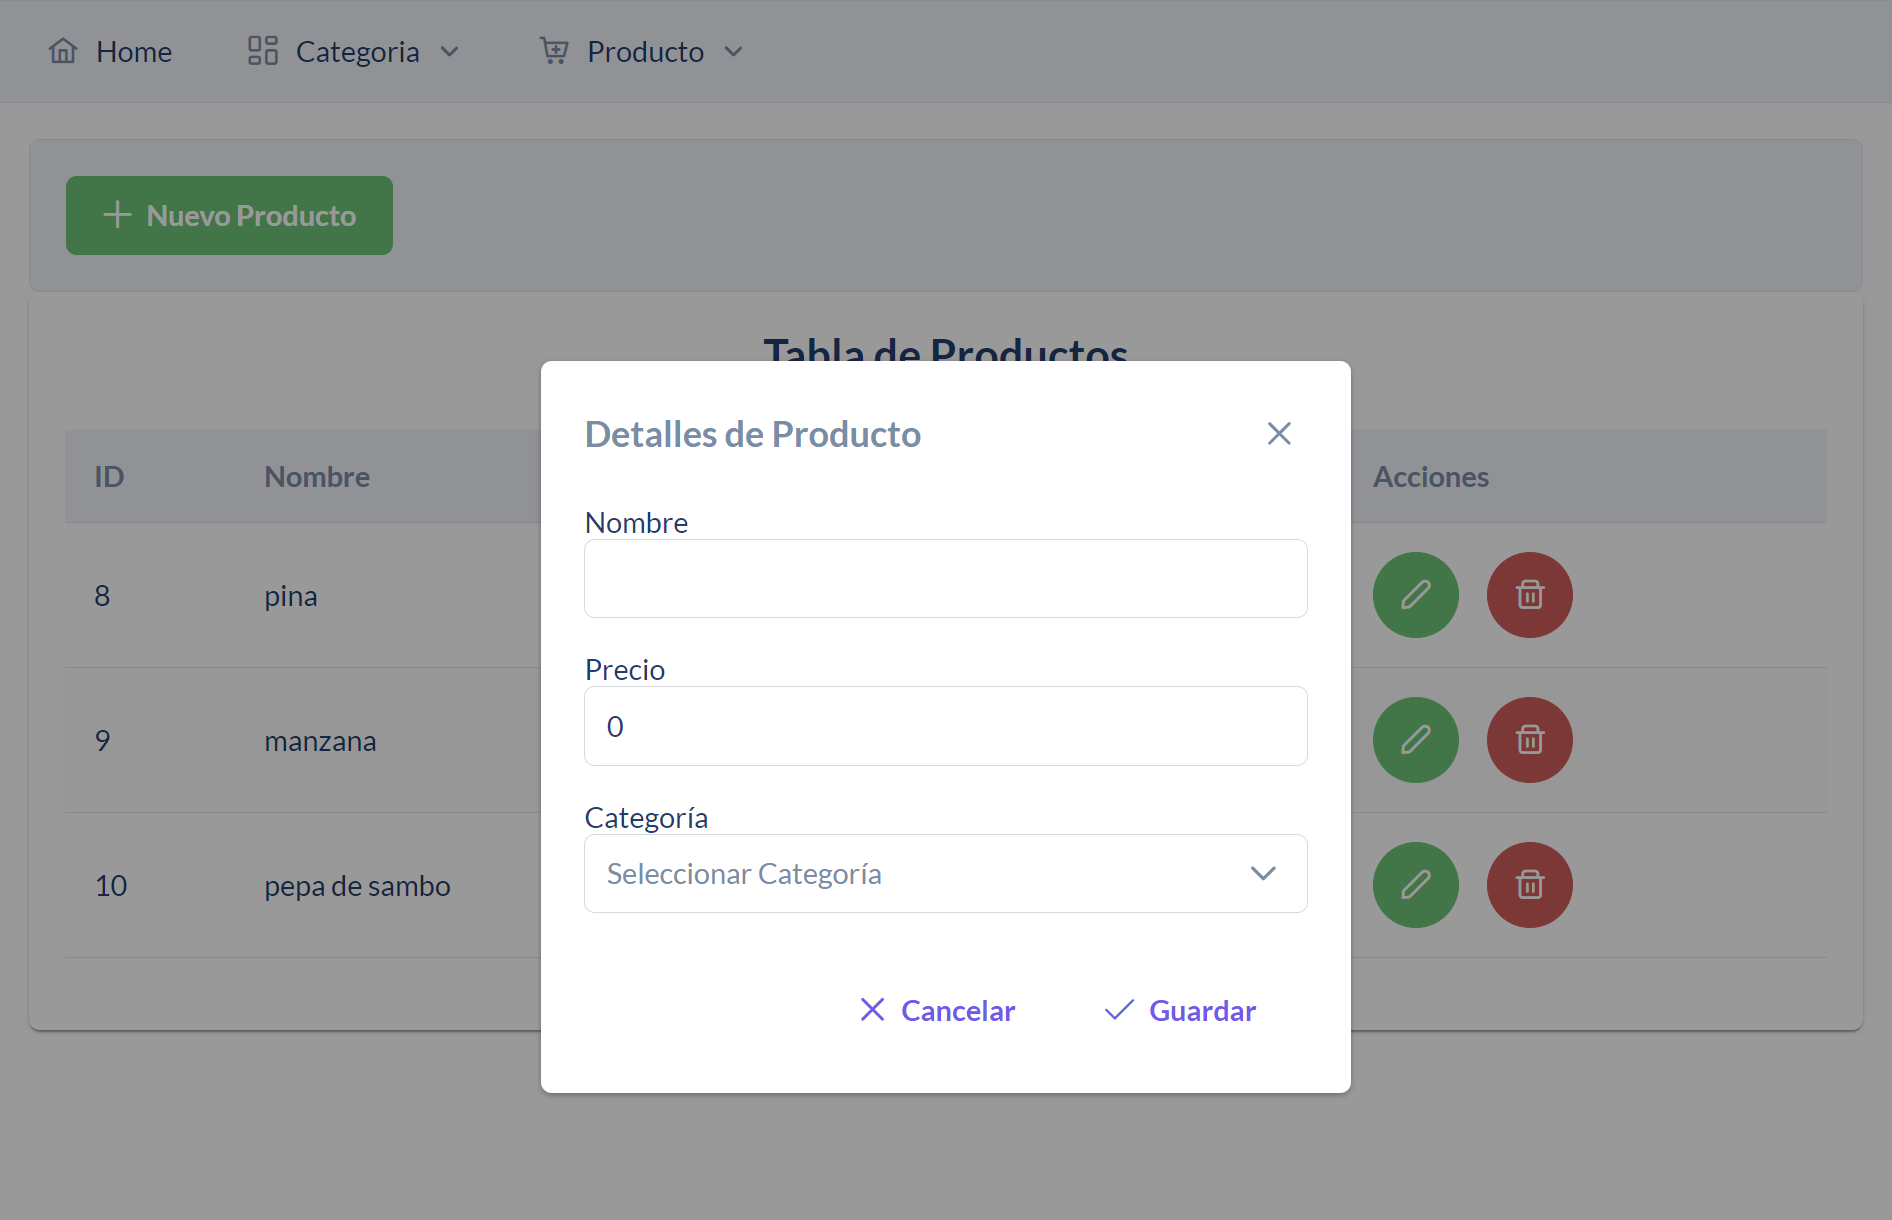 Home Categoria Producto
Nuevo Producto
Tabla de Productos
Detalles de Producto
ID Nombre Acciones
Nombre
8 pina
Precio
0
9 manzana
Categoría
Seleccionar Categoría
10 pepa de sambo
Cancelar Guardar